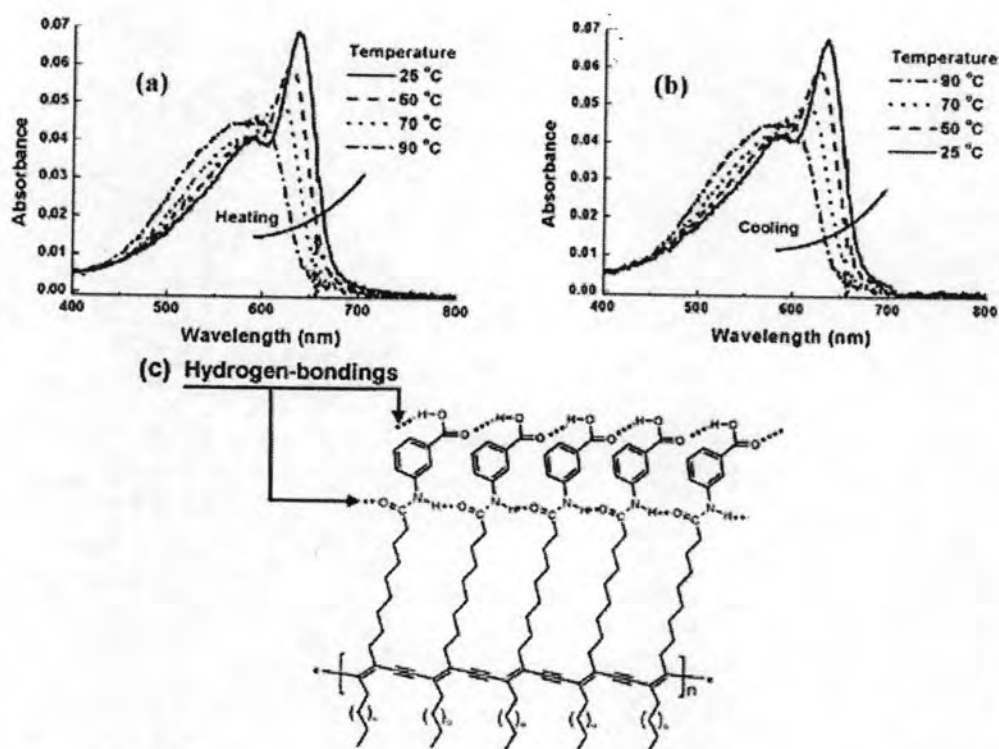 (a)
Absorbance
0.07
0.06
0.05
0.04
0.03
0.02
0.01
0.00
400 500 600 700 800
Wavelength (nm)
Temperature
25 °C
50 °C
70 °C
90 °C
Heating
(b)
Absorbance
0.07
0.06
0.05
0.04
0.03
0.02
0.01
0.00
400 500 600 700 800
Wavelength (nm)
Temperature
90 °C
70 °C
50 °C
25 °C
Cooling
(c) Hydrogen-bondings
H-O H-O H-O H-O H-O
O O O O O
O C N-H O C N-H O C N-H O C N-H O C N-H
n